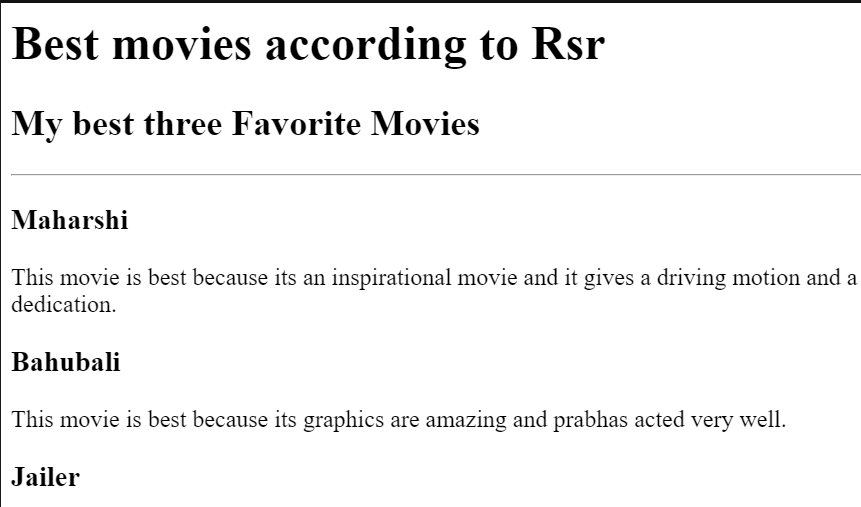 Best movies according to Rsr
My best three Favorite Movies
Maharshi
This movie is best because its an inspirational movie and it gives a driving motion and a
dedication.
Bahubali
This movie is best because its graphics are amazing and prabhas acted very well.
Jailer